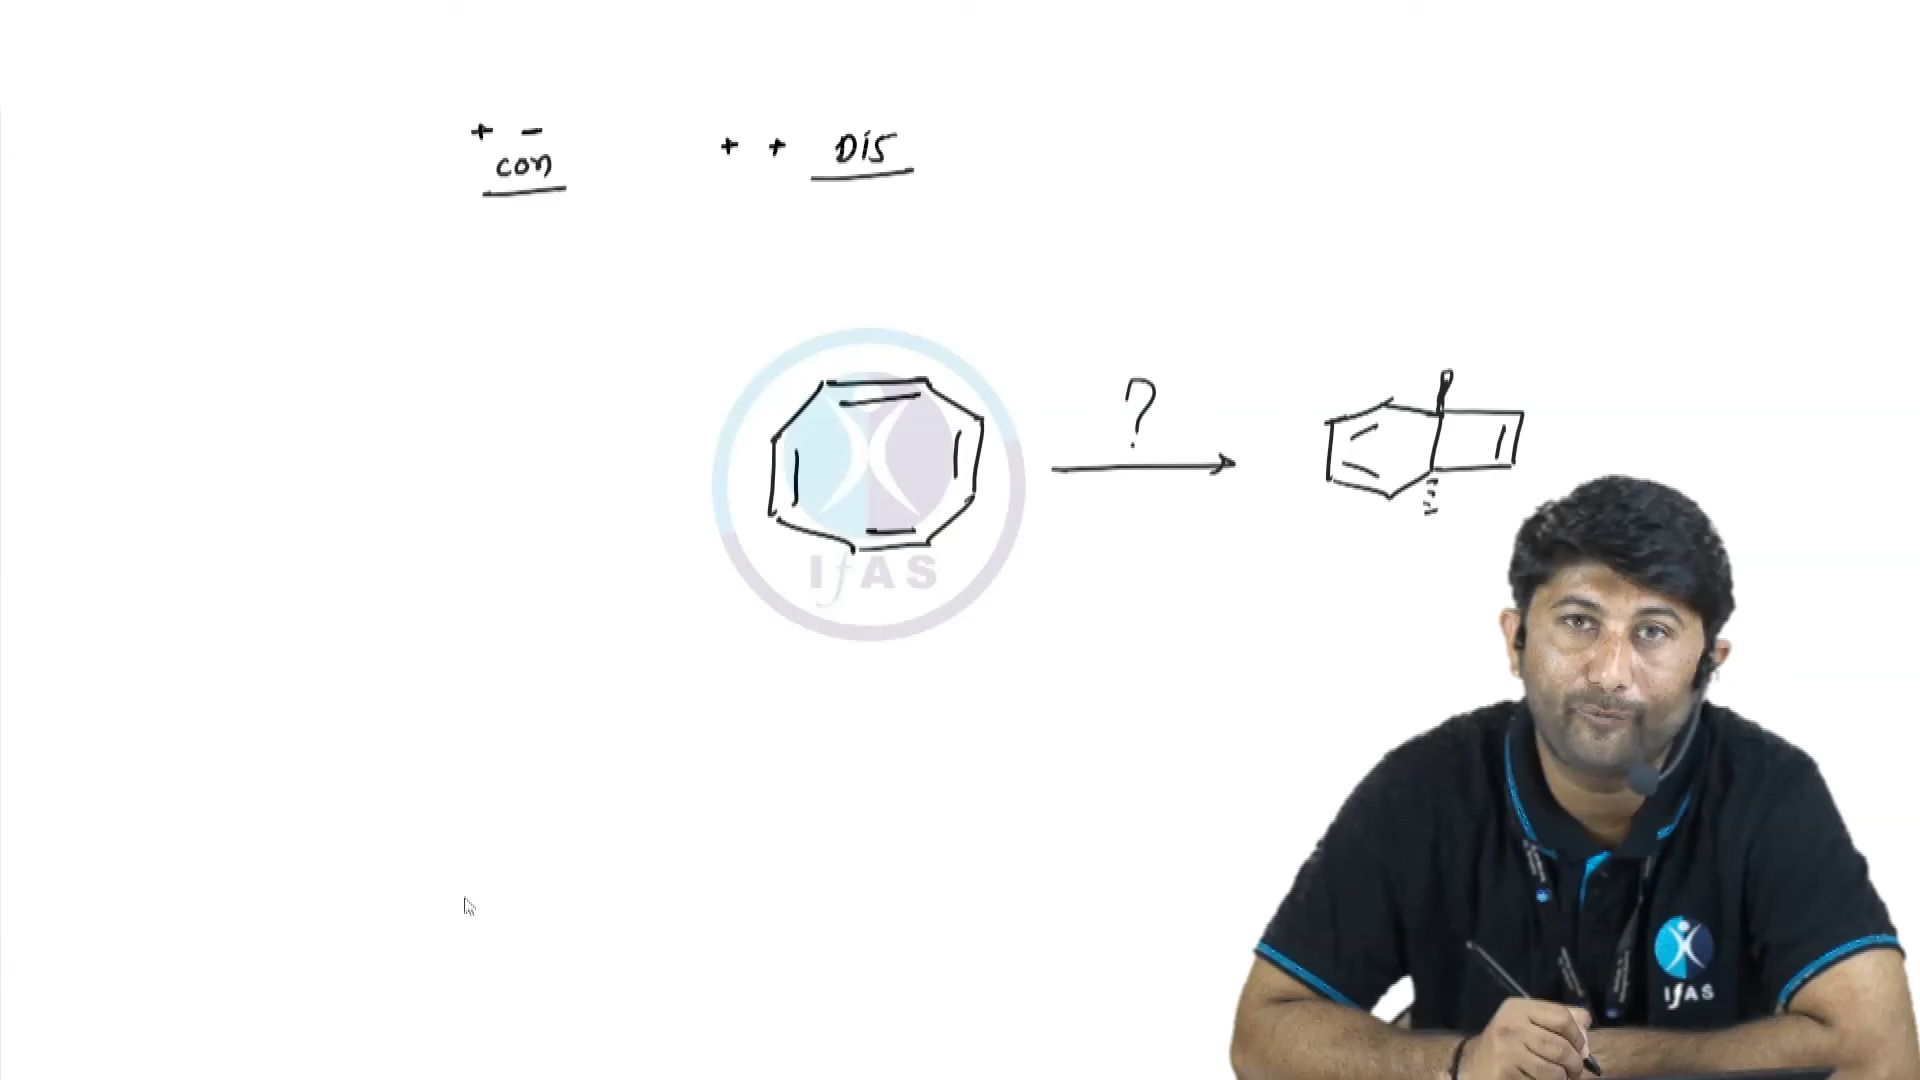 + -
con
+ + Dis
?
IfAS
IfAS